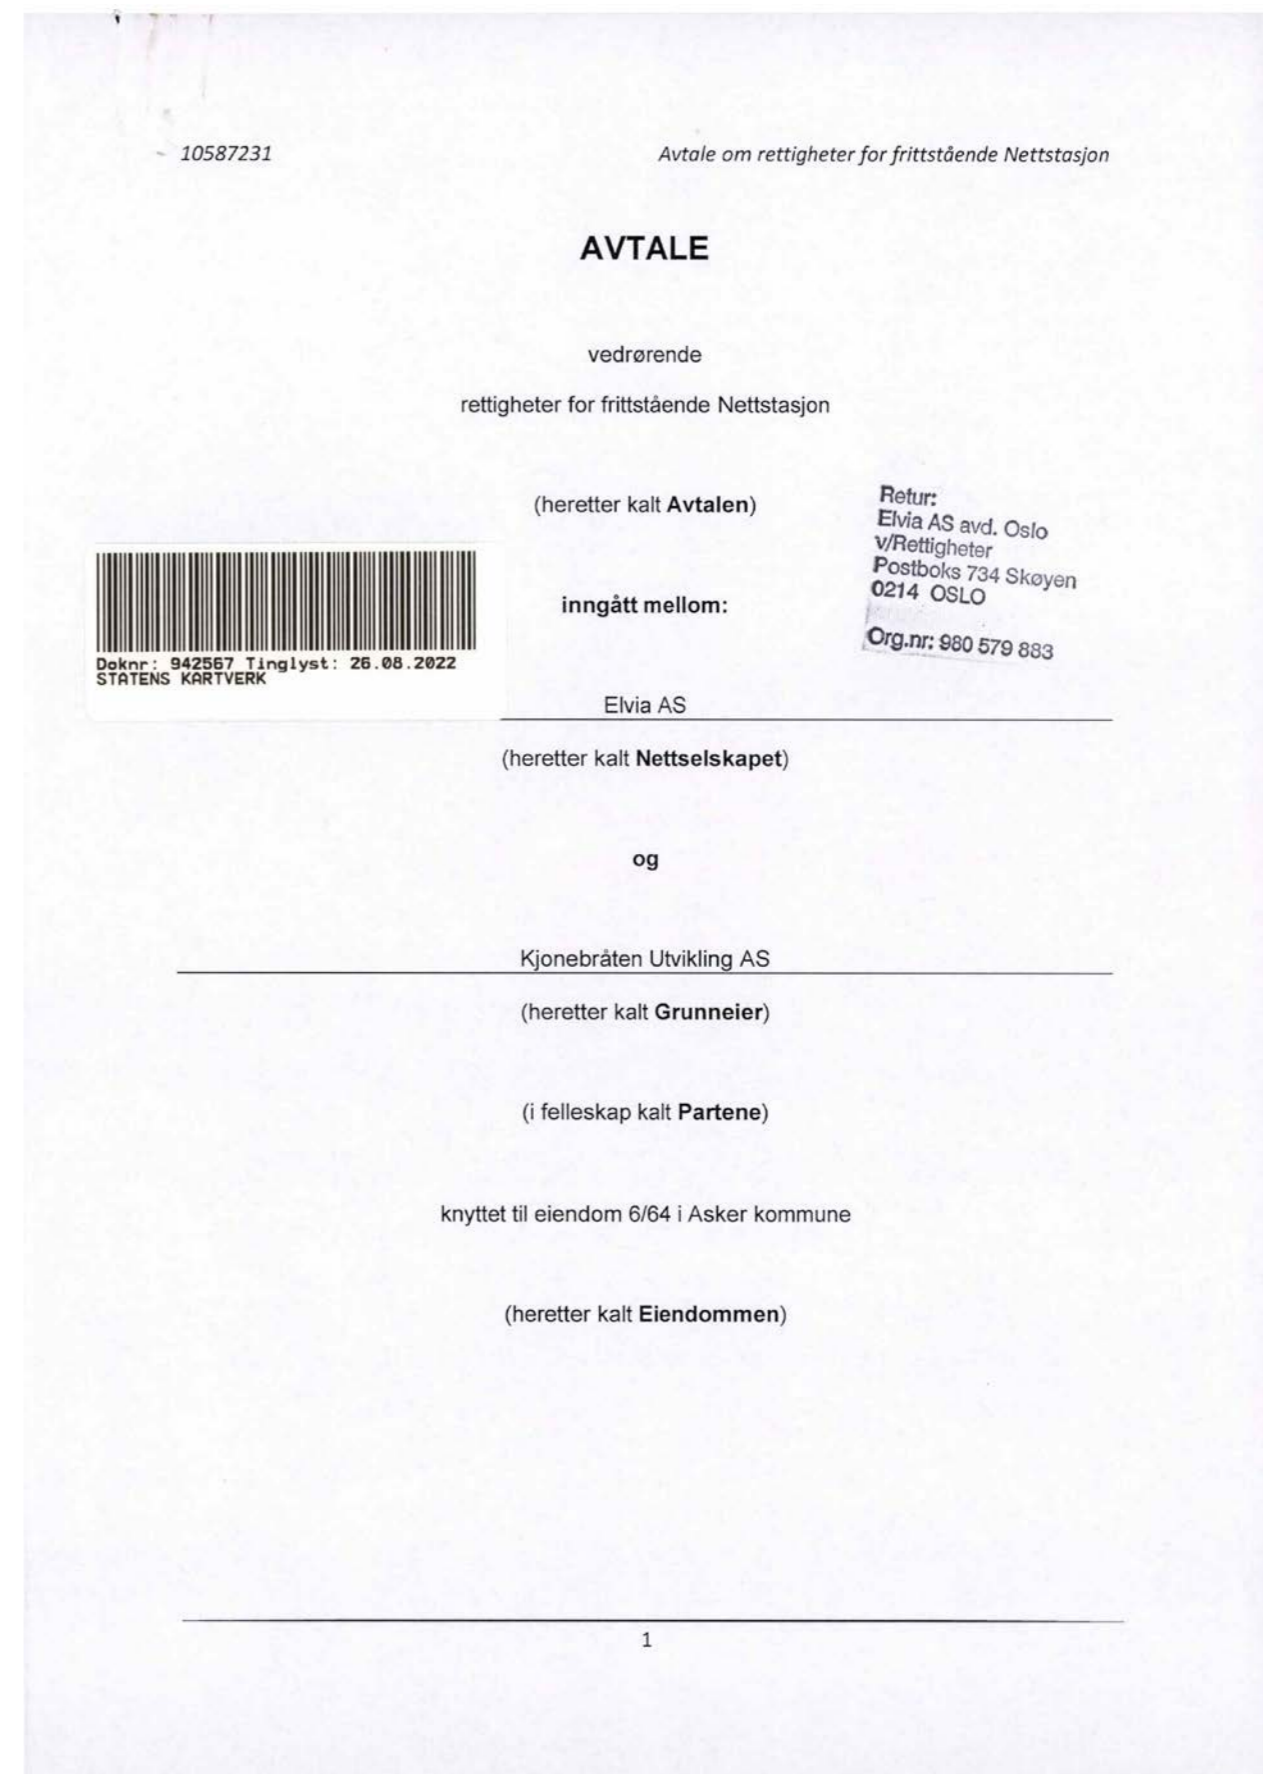 10587231
Avtale om rettigheter for frittstående Nettstasjon
AVTALE
vedrørende
rettigheter for frittstående Nettstasjon
(heretter kalt Avtalen)
Retur:
Elvia AS avd. Oslo
v/Rettigheter
Postboks 734 Skøyen
0214 OSLO
Org.nr: 980 579 883
Doknr: 942567 Tinglyst: 26.08.2022
STATENS KARTVERK
inngått mellom:
Elvia AS
(heretter kalt Nettselskapet)
og
Kjonebråten Utvikling AS
(heretter kalt Grunneier)
(i felleskap kalt Partene)
knyttet til eiendom 6/64 i Asker kommune
(heretter kalt Eiendommen)
1